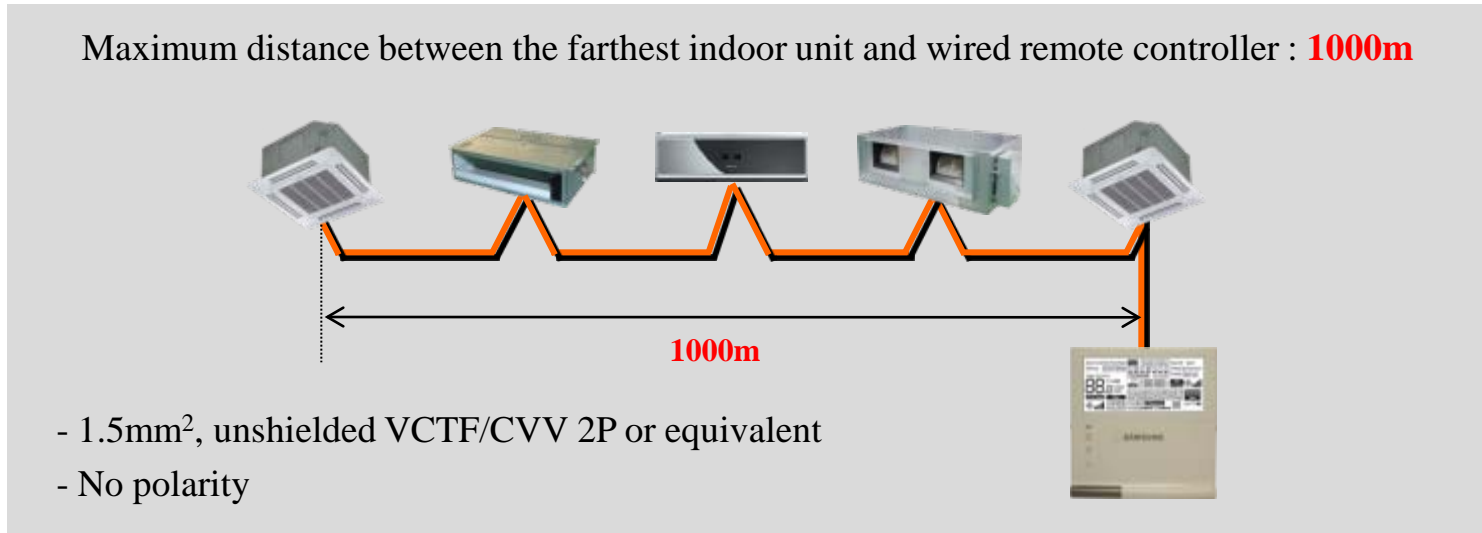 Maximum distance between the farthest indoor unit and wired remote controller : 1000m
1000m
SAMSUNG
- 1.5mm², unshielded VCTF/CVV 2P or equivalent
- No polarity